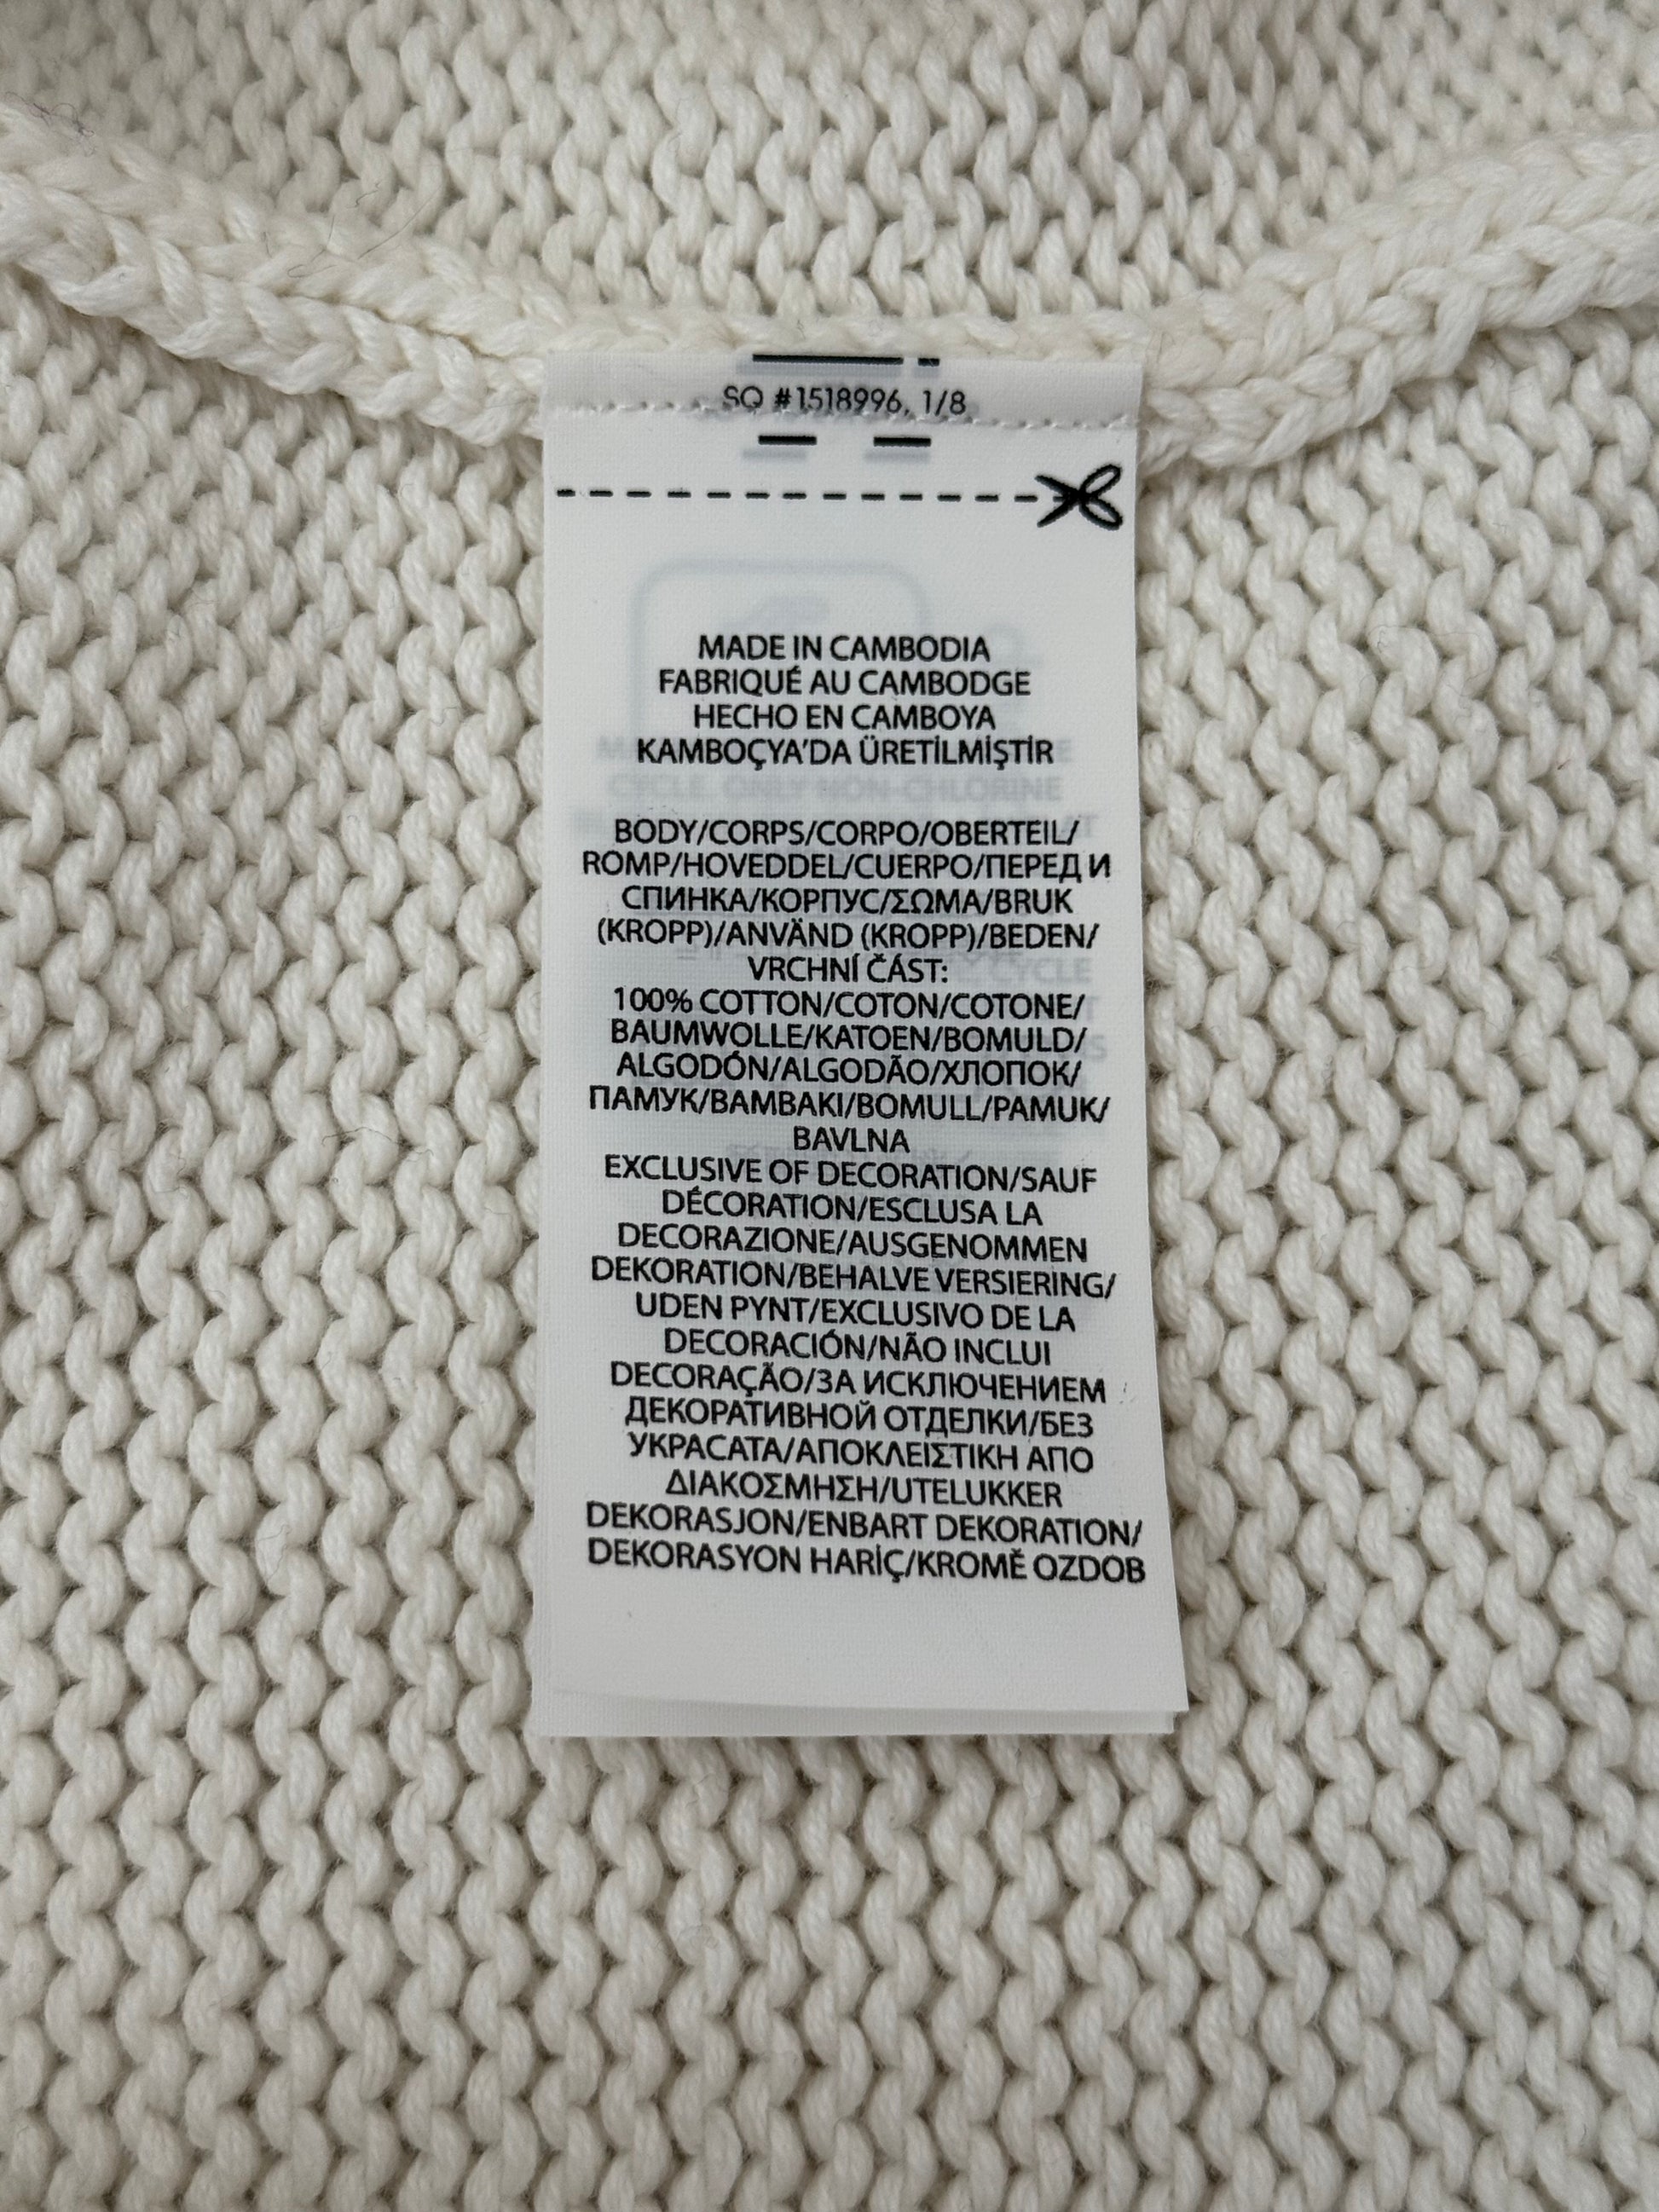 SQ #1518996, 1/8
MADE IN CAMBODIA
FABRIQUÉ AU CAMBODGE
HECHO EN CAMBOYA
KAMBOÇYA'DA ÜRETİLMİŞTİR
BODY/CORPS/CORPO/OBERTEIL/
ROMP/HOVEDDEL/CUERPO/ПЕРЕД И
СПИНКА/КОРПУС/ΣΩΜΑ/BRUK
(KROPP)/ANVÄND (KROPP)/BEDEN/
VRCHNÍ ČÁST:
100% COTTON/COTON/COTONE/
BAUMWOLLE/KATOEN/BOMULD/
ALGODÓN/ALGODÃO/ХЛОПОК/
ПАМУК/ΒΑΜΒΑΚΙ/BOMULL/PAMUK/
BAVLNA
EXCLUSIVE OF DECORATION/SAUF
DÉCORATION/ESCLUSA LA
DECORAZIONE/AUSGENOMMEN
DEKORATION/BEHALVE VERSIERING/
UDEN PYNT/EXCLUSIVO DE LA
DECORACIÓN/NÃO INCLUI
DECORAÇÃO/ЗА ИСКЛЮЧЕНИЕМ
ДЕКОРАТИВНОЙ ОТДЕЛКИ/БЕЗ
УКРАСАТА/ΑΠΟΚΛΕΙΣΤΙΚΗ ΑΠΟ
ΔΙΑΚΟΣΜΗΣΗ/UTELUKKER
DEKORASJON/ENBART DEKORATION/
DEKORASYON HARİÇ/KROMĚ OZDOB